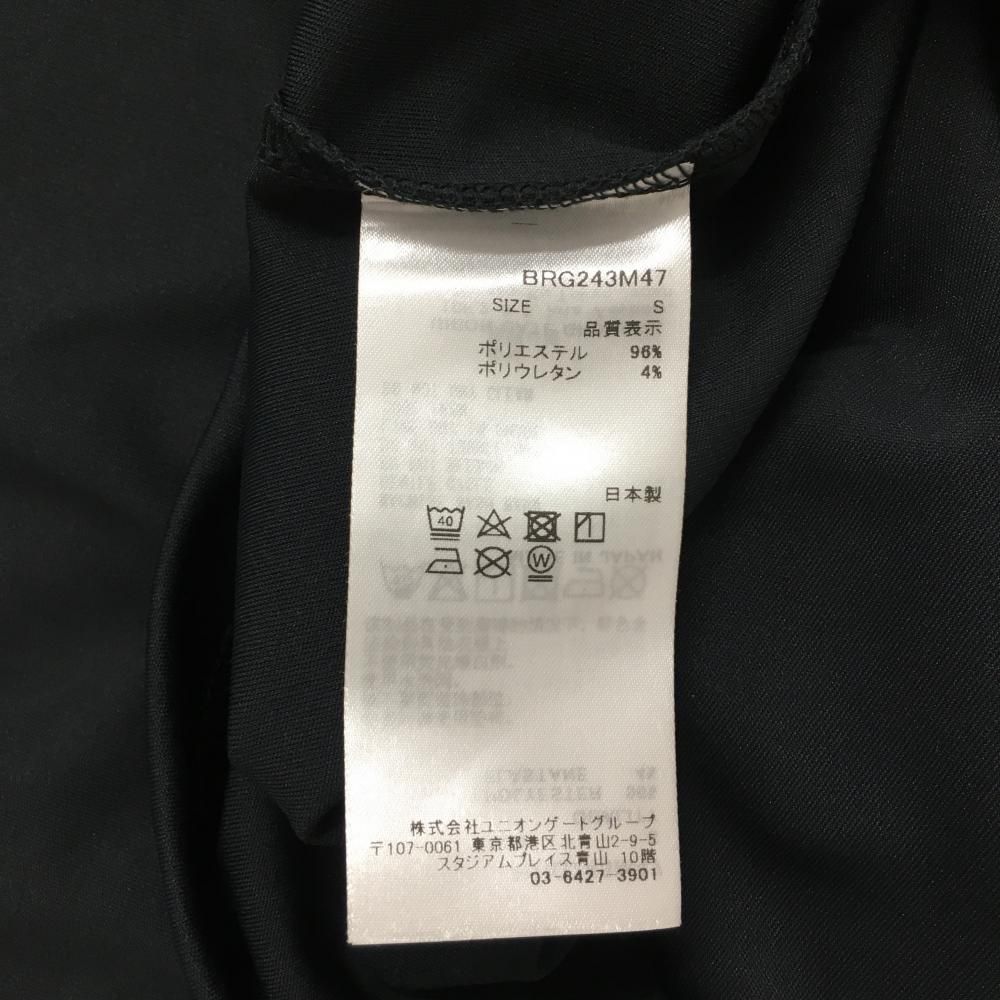 BRG243M47
SIZE S
品質表示
ポリエステル 96%
ポリウレタン 4%
日本製
40
W
株式会社ユニオンゲートグループ
〒107-0061 東京都港区北青山2-9-5
スタジアムプレイス青山 10階
03-6427-3901